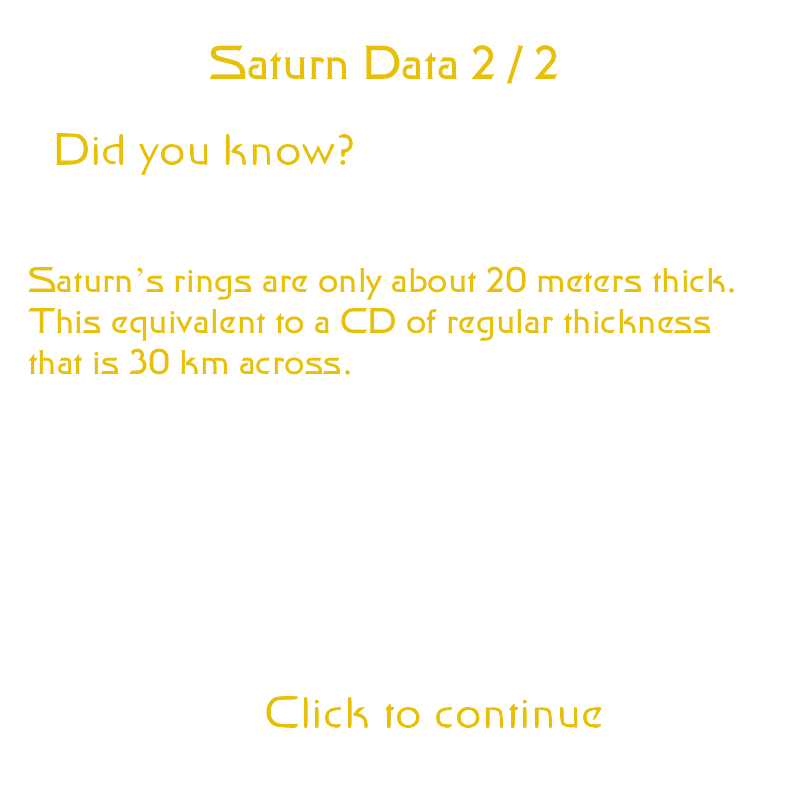 Saturn Data 2 / 2
Did you know?
Saturn's rings are only about 20 meters thick.
This equivalent to a CD of regular thickness
that is 30 km across.
Click to continue